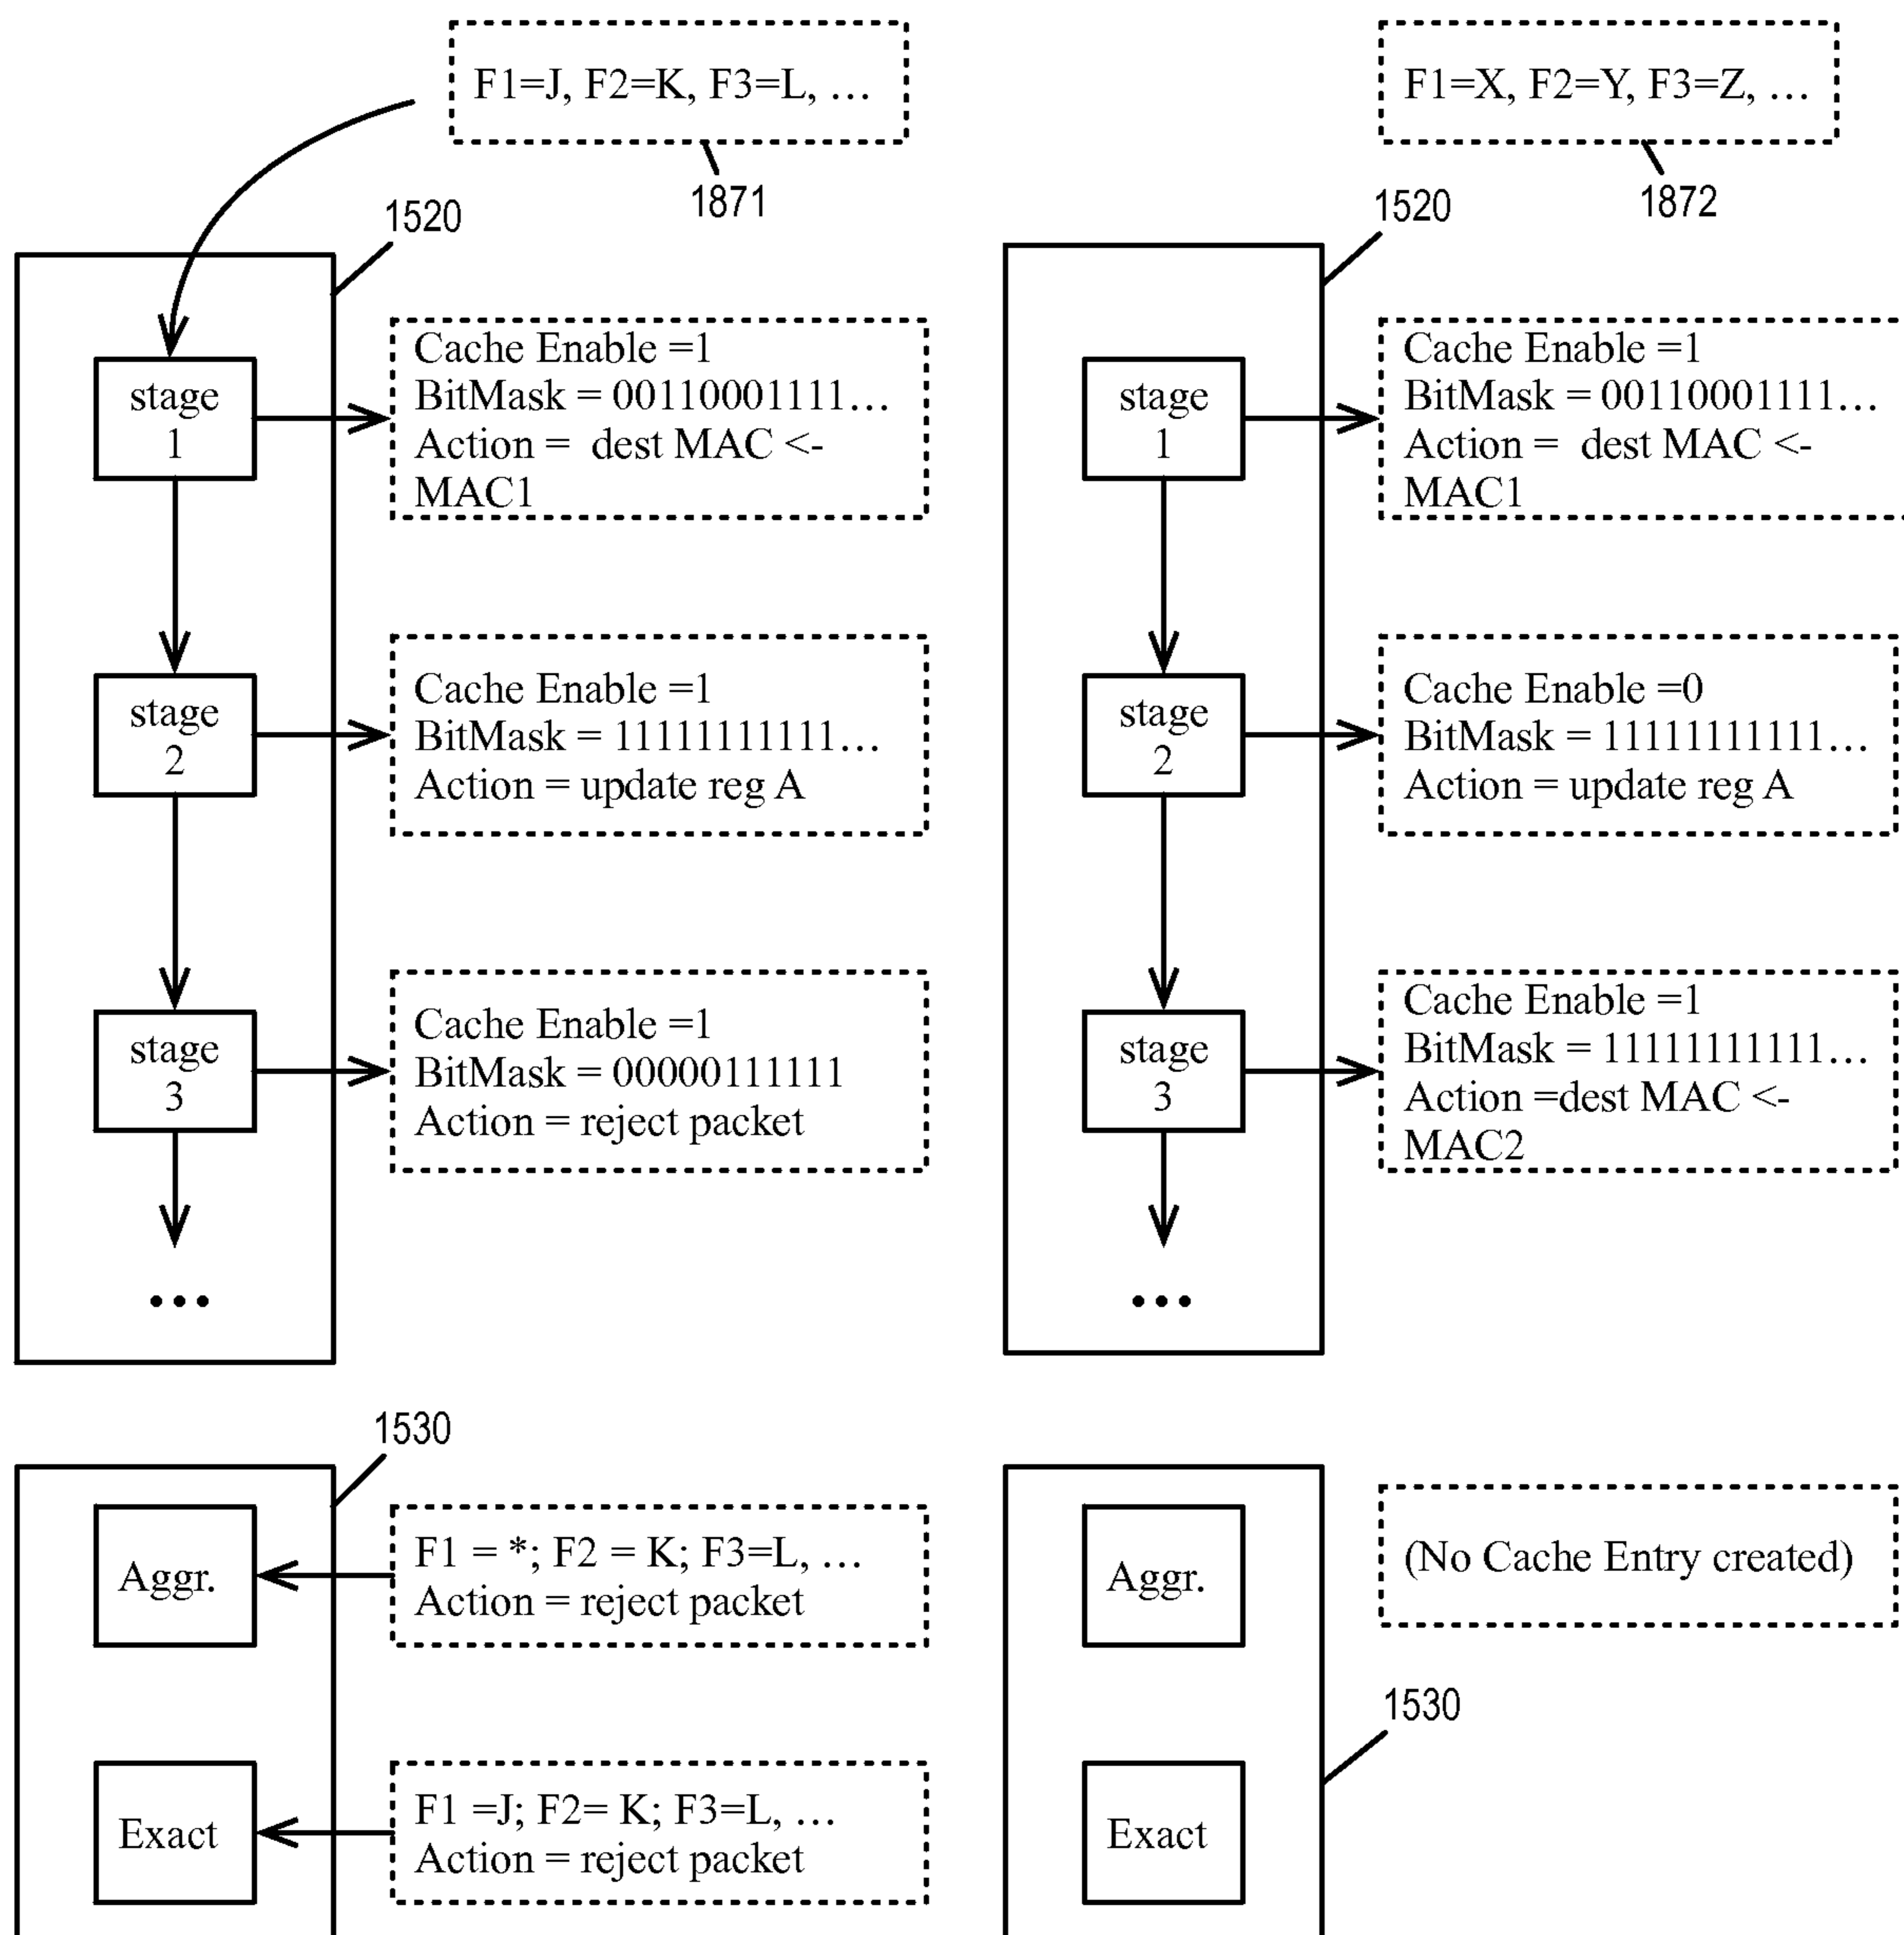 F1=J, F2=K, F3=L, …
1871
1520
stage
1
Cache Enable =1
BitMask = 00110001111…
Action =  dest MAC <-
MAC1
stage
2
Cache Enable =1
BitMask = 11111111111…
Action = update reg A
stage
3
Cache Enable =1
BitMask = 00000111111
Action = reject packet
…
1530
Aggr.
F1 = *; F2 = K; F3=L, …
Action = reject packet
Exact
F1 =J; F2= K; F3=L, …
Action = reject packet
F1=X, F2=Y, F3=Z, …
1872
1520
stage
1
Cache Enable =1
BitMask = 00110001111…
Action =  dest MAC <-
MAC1
stage
2
Cache Enable =0
BitMask = 11111111111…
Action = update reg A
stage
3
Cache Enable =1
BitMask = 11111111111…
Action =dest MAC <-
MAC2
…
Aggr.
(No Cache Entry created)
1530
Exact